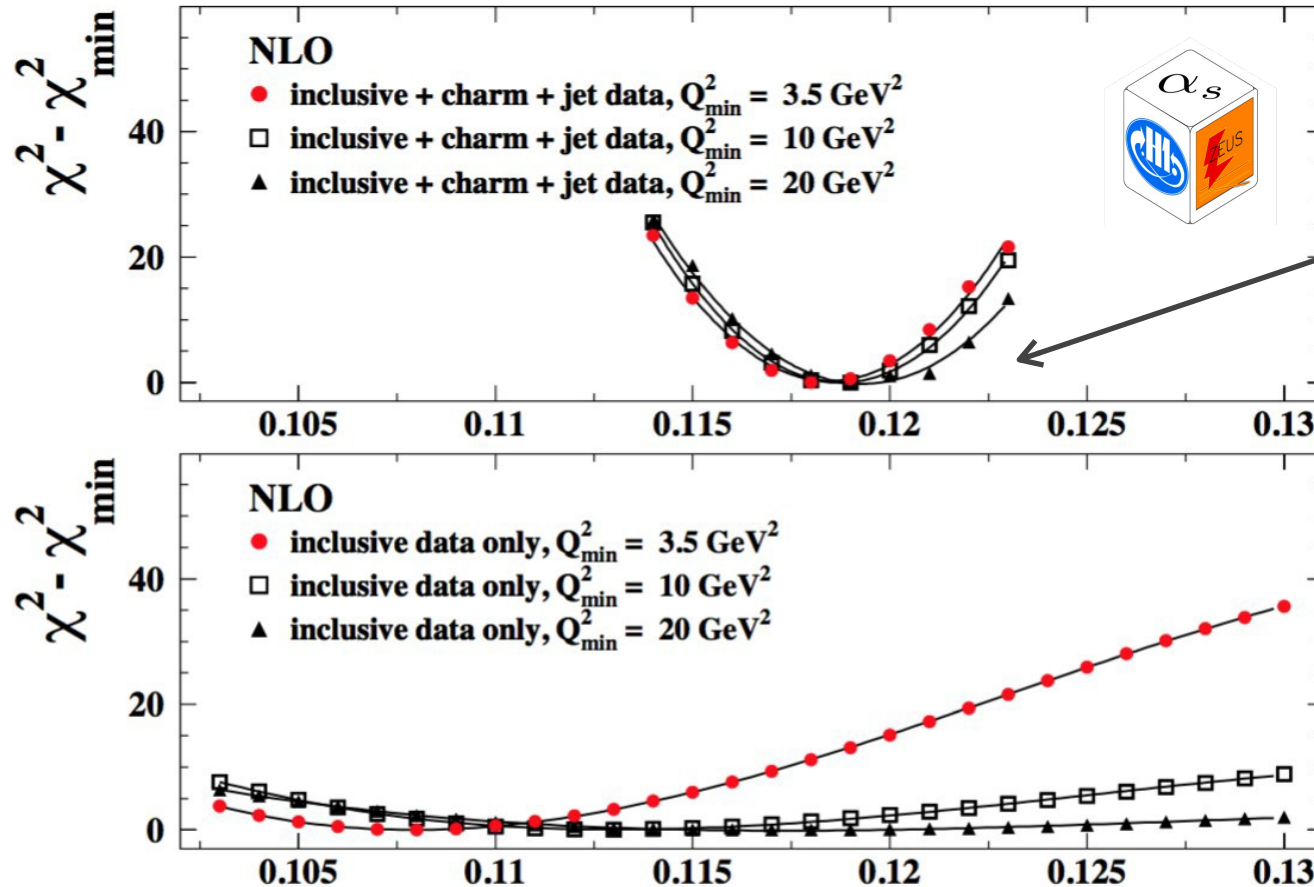 χ² - χ²min
NLO
inclusive + charm + jet data, Q²min = 3.5 GeV²
inclusive + charm + jet data, Q²min = 10 GeV²
inclusive + charm + jet data, Q²min = 20 GeV²
αs
H1
ZEUS
40
20
0
0.105 0.11 0.115 0.12 0.125 0.13
χ² - χ²min
NLO
inclusive data only, Q²min = 3.5 GeV²
inclusive data only, Q²min = 10 GeV²
inclusive data only, Q²min = 20 GeV²
40
20
0
0.105 0.11 0.115 0.12 0.125 0.13